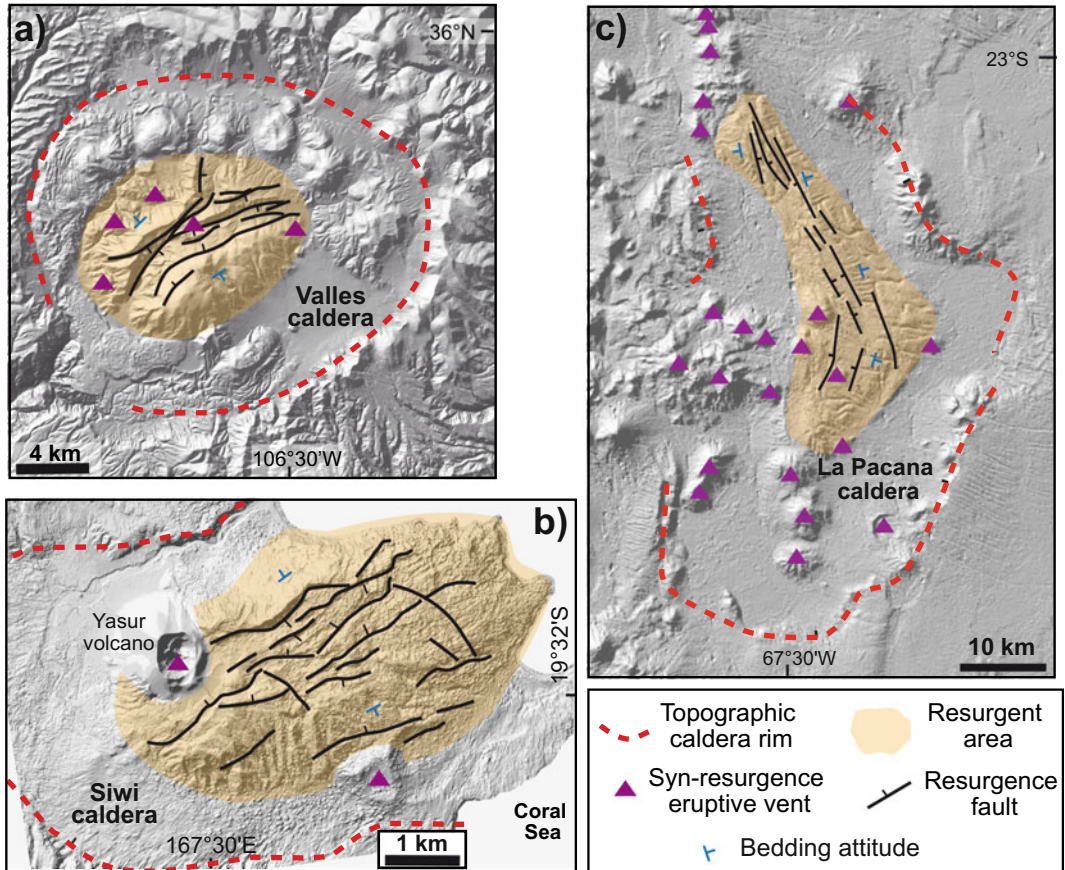 a)
36°N
Valles
caldera
4 km
106°30'W
b)
Yasur
volcano
19°32'S
Siwi
caldera
167°30'E
1 km
Coral
Sea
c)
23°S
La Pacana
caldera
67°30'W
10 km
Topographic
caldera rim
Resurgent
area
Syn-resurgence
eruptive vent
Resurgence
fault
Bedding attitude